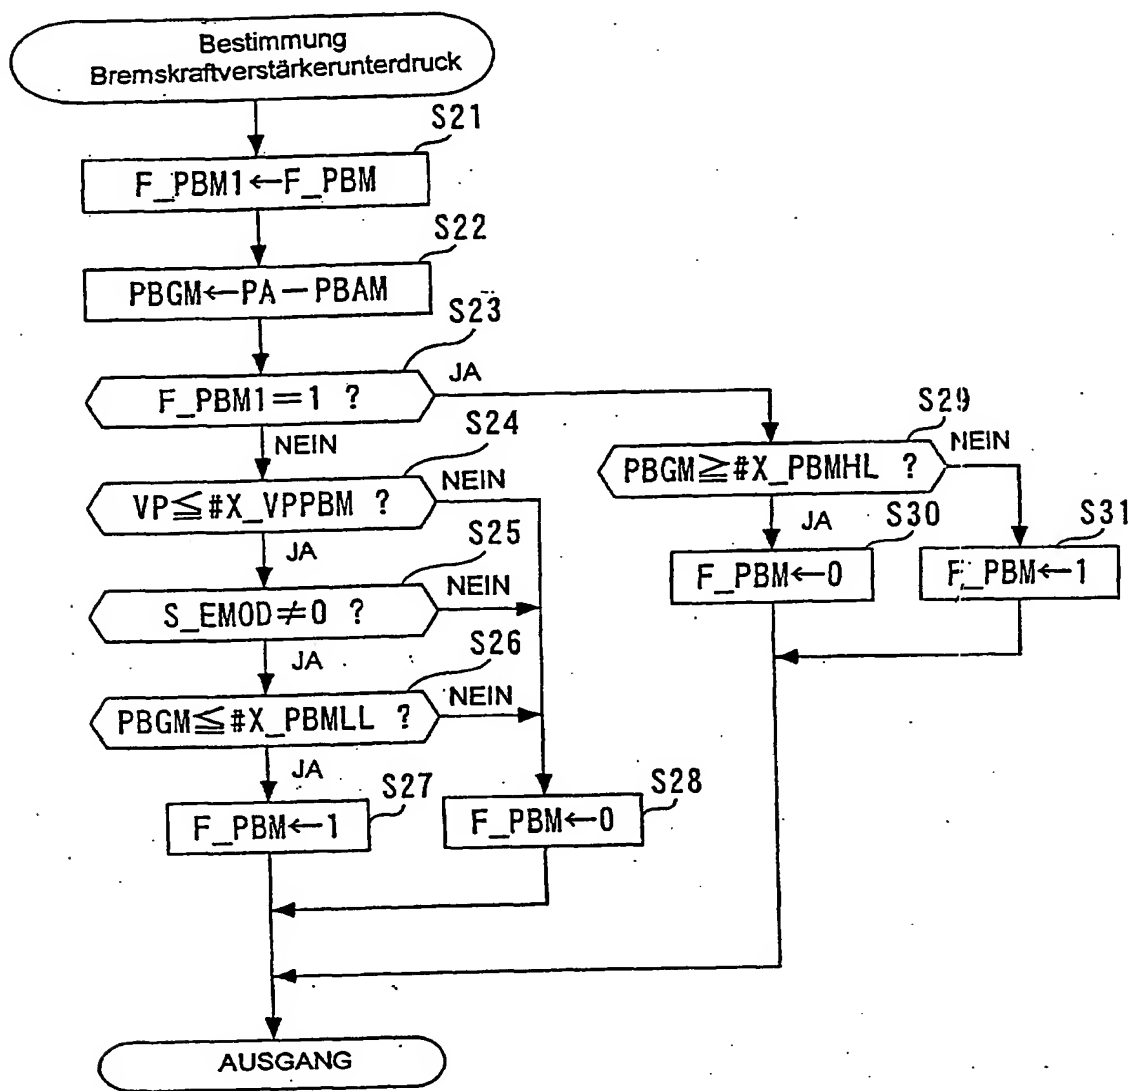 Bestimmung
Bremskraftverstärkerunterdruck
S21
F_PBM1←F_PBM
S22
PBGM←PA−PBAM
S23
F_PBM1=1 ?
JA
NEIN
S24
VP≦#X_VPPBM ?
NEIN
JA
S25
S_EMOD≠0 ?
NEIN
JA
S26
PBGM≦#X_PBMLL ?
NEIN
JA
S27
F_PBM←1
S28
F_PBM←0
S29
PBGM≧#X_PBMHL ?
NEIN
JA
S30
F_PBM←0
S31
F_PBM←1
AUSGANG